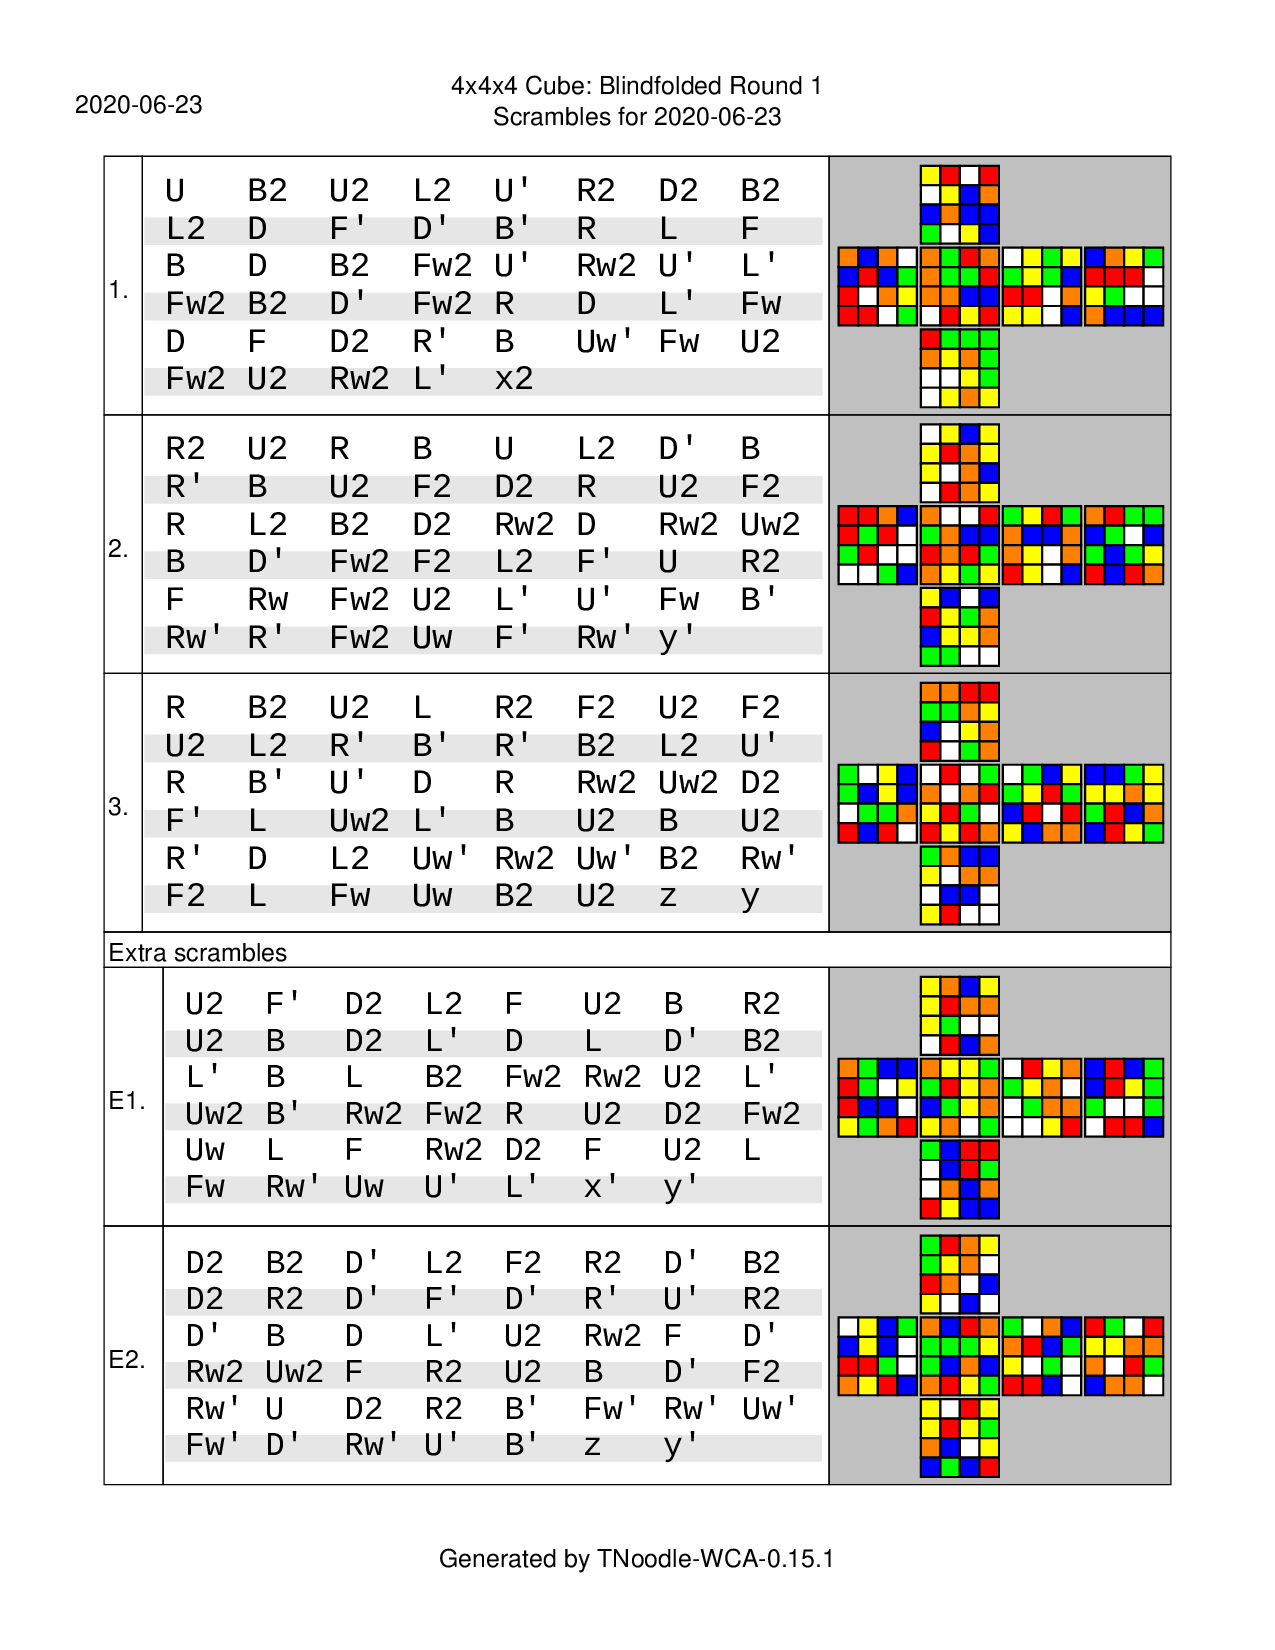 4x4x4 Cube: Blindfolded Round 1
2020-06-23
Scrambles for 2020-06-23
1.
U B2 U2 L2 U' R2 D2 B2
L2 D F' D' B' R L F
B D B2 Fw2 U' Rw2 U' L'
Fw2 B2 D' Fw2 R D L' Fw
D F D2 R' B Uw' Fw U2
Fw2 U2 Rw2 L' x2
2.
R2 U2 R B U L2 D' B
R' B U2 F2 D2 R U2 F2
R L2 B2 D2 Rw2 D Rw2 Uw2
B D' Fw2 F2 L2 F' U R2
F Rw Fw2 U2 L' U' Fw B'
Rw' R' Fw2 Uw F' Rw' y'
3.
R B2 U2 L R2 F2 U2 F2
U2 L2 R' B' R' B2 L2 U'
R B' U' D R Rw2 Uw2 D2
F' L Uw2 L' B U2 B U2
R' D L2 Uw' Rw2 Uw' B2 Rw'
F2 L Fw Uw B2 U2 z y
Extra scrambles
E1.
U2 F' D2 L2 F U2 B R2
U2 B D2 L' D L D' B2
L' B L B2 Fw2 Rw2 U2 L'
Uw2 B' Rw2 Fw2 R U2 D2 Fw2
Uw L F Rw2 D2 F U2 L
Fw Rw' Uw U' L' x' y'
E2.
D2 B2 D' L2 F2 R2 D' B2
D2 R2 D' F' D' R' U' R2
D' B D L' U2 Rw2 F D'
Rw2 Uw2 F R2 U2 B D' F2
Rw' U D2 R2 B' Fw' Rw' Uw'
Fw' D' Rw' U' B' z y'
Generated by TNoodle-WCA-0.15.1